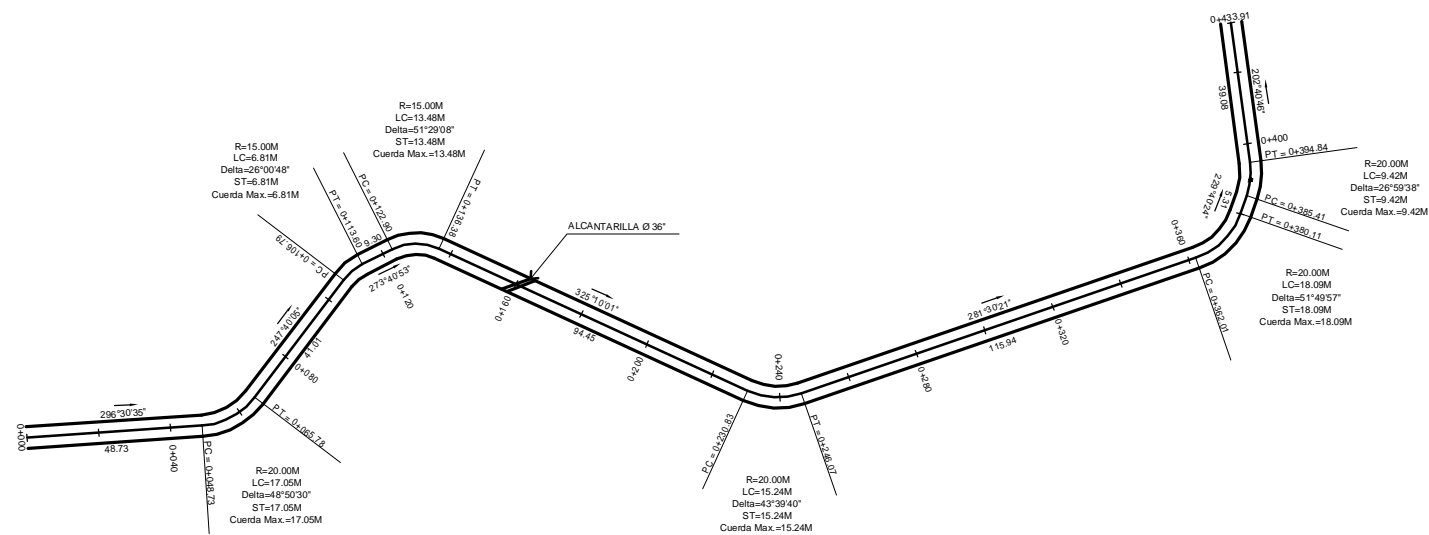 0+000
296°30'35"
48.73
0+040
PC = 0+048.73
R=20.00M
LC=17.05M
Delta=48°50'30"
ST=17.05M
Cuerda Max.=17.05M
PT = 0+065.78
247°40'05"
41.01
0+080
PC = 0+106.79
R=15.00M
LC=6.81M
Delta=26°00'48"
ST=6.81M
Cuerda Max.=6.81M
PT = 0+113.60
9.30
273°40'53"
0+120
PC = 0+122.90
R=15.00M
LC=13.48M
Delta=51°29'08"
ST=13.48M
Cuerda Max.=13.48M
PT = 0+136.38
ALCANTARILLA Ø 36"
0+160
325°10'01"
94.45
0+200
PC = 0+230.83
0+240
R=20.00M
LC=15.24M
Delta=43°39'40"
ST=15.24M
Cuerda Max.=15.24M
PT = 0+246.07
0+280
281°30'21"
115.94
0+320
0+360
PC = 0+362.01
R=20.00M
LC=18.09M
Delta=51°49'57"
ST=18.09M
Cuerda Max.=18.09M
PT = 0+380.11
5.31
229°40'24"
PC = 0+385.41
R=20.00M
LC=9.42M
Delta=26°59'38"
ST=9.42M
Cuerda Max.=9.42M
PT = 0+394.84
0+400
39.08
202°40'46"
0+433.91